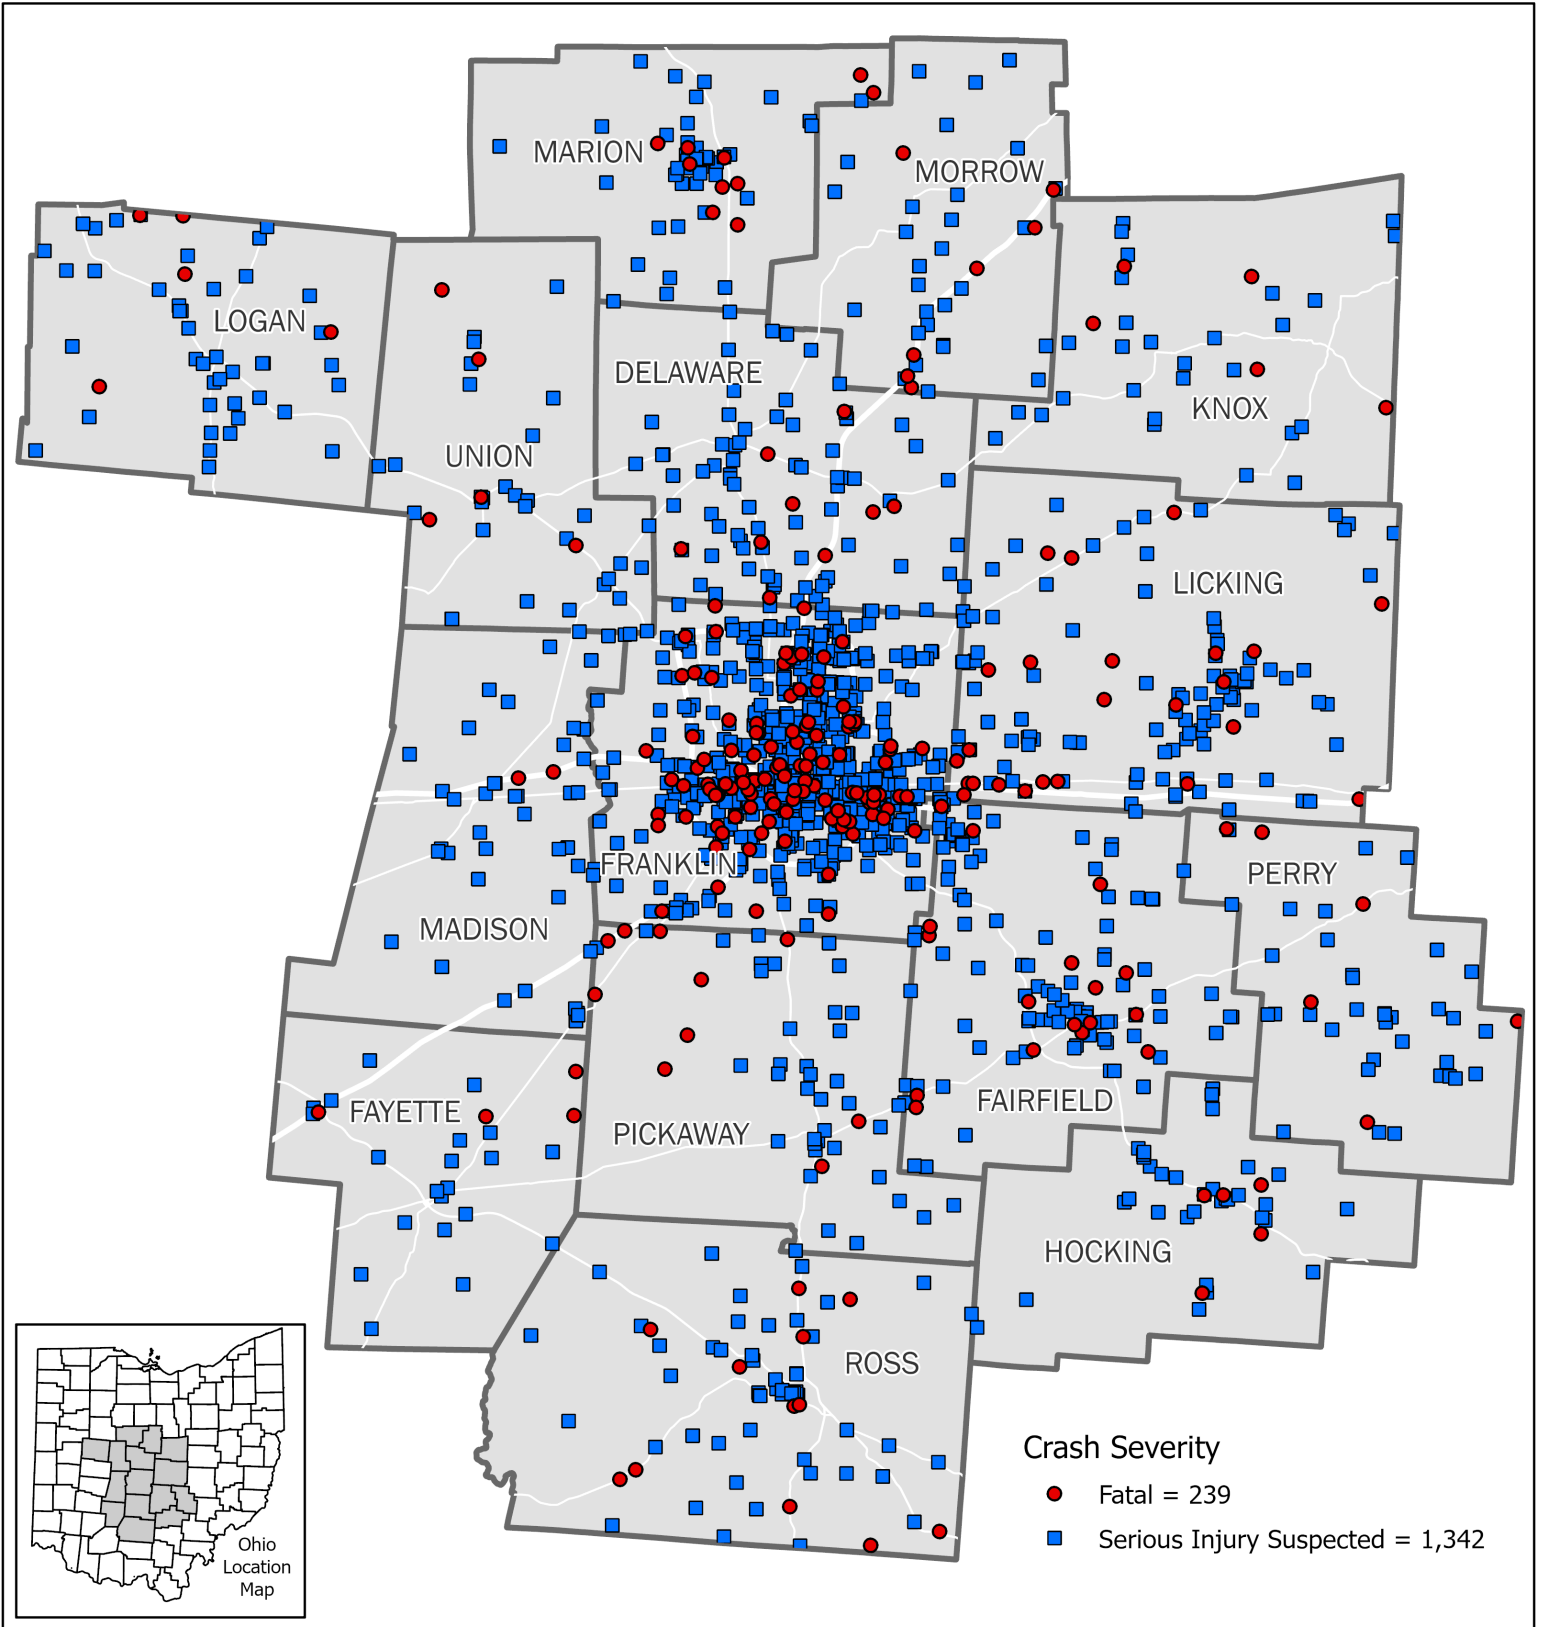 MARION
MORROW
LOGAN
DELAWARE
KNOX
UNION
LICKING
FRANKLIN
PERRY
MADISON
FAYETTE
FAIRFIELD
PICKAWAY
HOCKING
ROSS
Crash Severity
Fatal = 239
Serious Injury Suspected = 1,342
Ohio
Location
Map